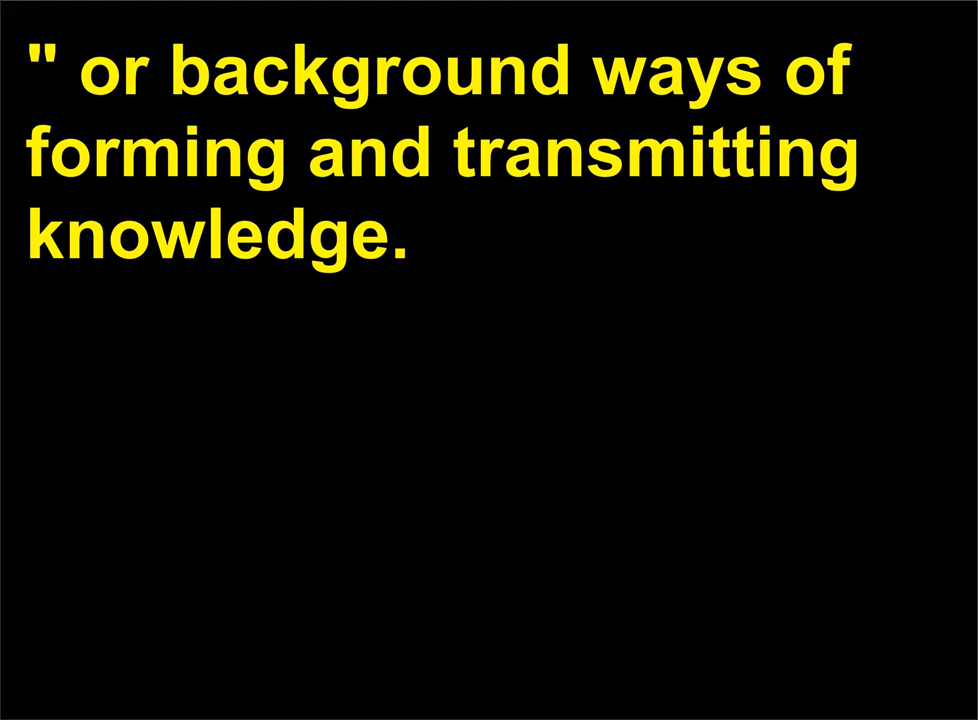 " or background ways of
forming and transmitting
knowledge.